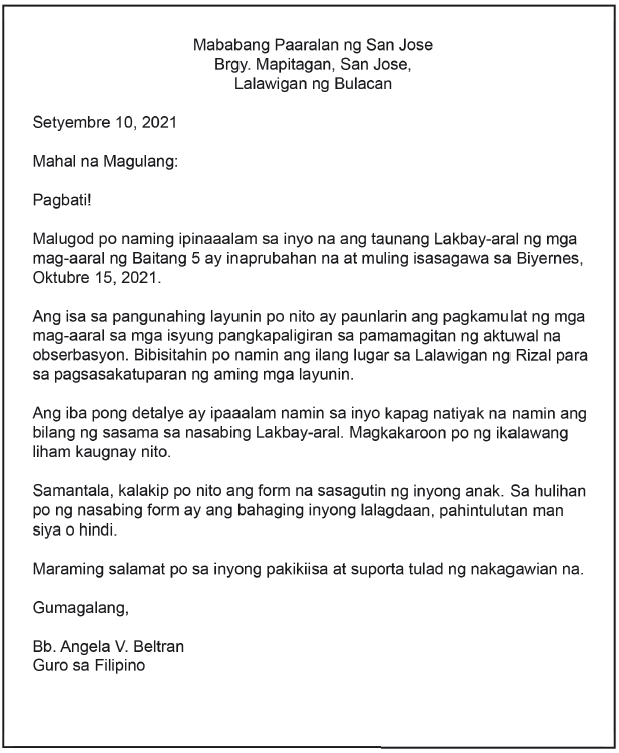 Mababang Paaralan ng San Jose
Brgy. Mapitagan, San Jose,
Lalawigan ng Bulacan
Setyembre 10, 2021
Mahal na Magulang:
Pagbati!
Malugod po naming ipinaaalam sa inyo na ang taunang Lakbay-aral ng mga
mag-aaral ng Baitang 5 ay inaprubahan na at muling isasagawa sa Biyernes,
Oktubre 15, 2021.
Ang isa sa pangunahing layunin po nito ay paunlarin ang pagkamulat ng mga
mag-aaral sa mga isyung pangkapaligiran sa pamamagitan ng aktuwal na
obserbasyon. Bibisitahin po namin ang ilang lugar sa Lalawigan ng Rizal para
sa pagsasakatuparan ng aming mga layunin.
Ang iba pong detalye ay ipaaalam namin sa inyo kapag natiyak na namin ang
bilang ng sasama sa nasabing Lakbay-aral. Magkakaroon po ng ikalawang
liham kaugnay nito.
Samantala, kalakip po nito ang form na sasagutin ng inyong anak. Sa hulihan
po ng nasabing form ay ang bahaging inyong lalagdaan, pahintulutan man
siya o hindi.
Maraming salamat po sa inyong pakikiisa at suporta tulad ng nakagawian na.
Gumagalang,
Bb. Angela V. Beltran
Guro sa Filipino